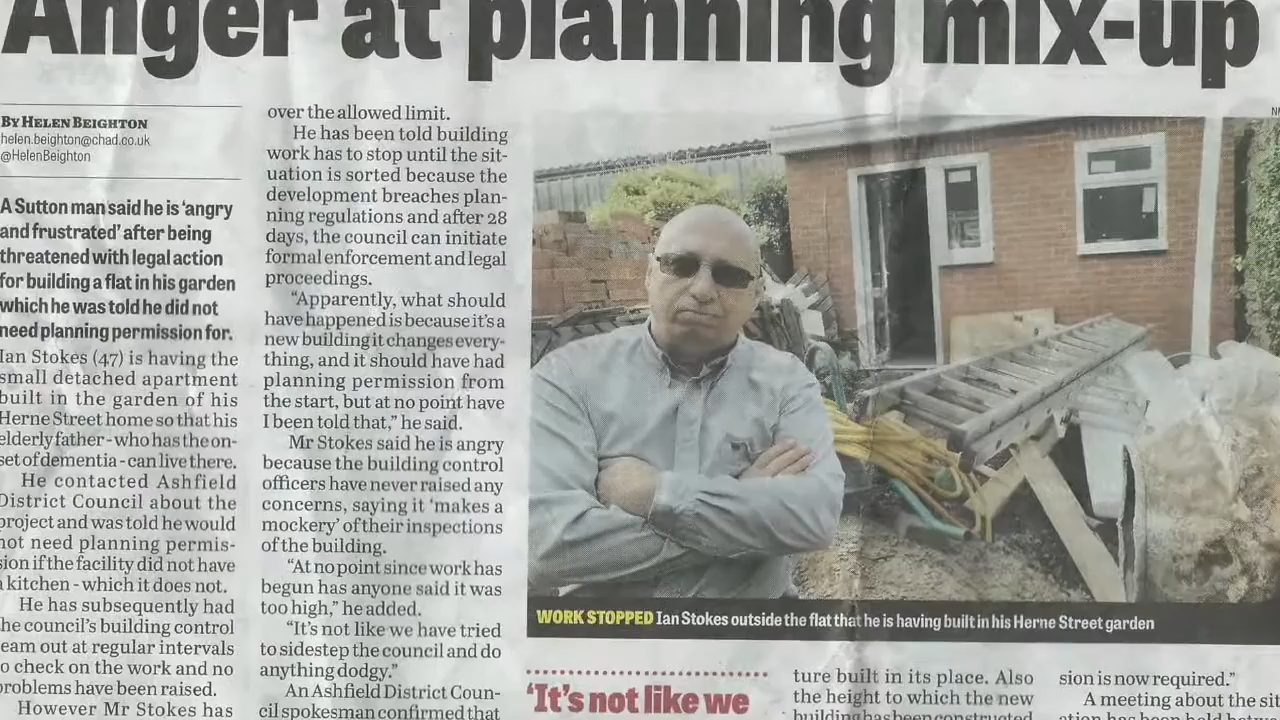 Anger at planning mix-up
BY HELEN BEIGHTON
helen.beighton@chad.co.uk
@HelenBeighton
A Sutton man said he is ‘angry
and frustrated’ after being
threatened with legal action
for building a flat in his garden
which he was told he did not
need planning permission for.
Ian Stokes (47) is having the
small detached apartment
built in the garden of his
Herne Street home so that his
elderly father - who has the on-
set of dementia - can live there.
He contacted Ashfield
District Council about the
project and was told he would
not need planning permis-
sion if the facility did not have
a kitchen - which it does not.
He has subsequently had
the council's building control
team out at regular intervals
to check on the work and no
problems have been raised.
However Mr Stokes has
over the allowed limit.
He has been told building
work has to stop until the sit-
uation is sorted because the
development breaches plan-
ning regulations and after 28
days, the council can initiate
formal enforcement and legal
proceedings.
“Apparently, what should
have happened is because it's a
new building it changes every-
thing, and it should have had
planning permission from
the start, but at no point have
I been told that,” he said.
Mr Stokes said he is angry
because the building control
officers have never raised any
concerns, saying it ‘makes a
mockery’ of their inspections
of the building.
“At no point since work has
begun has anyone said it was
too high,” he added.
“It's not like we have tried
to sidestep the council and do
anything dodgy.”
An Ashfield District Coun-
cil spokesman confirmed that
WORK STOPPED Ian Stokes outside the flat that he is having built in his Herne Street garden
‘It's not like we
ture built in its place. Also
the height to which the new
building has been constructed
sion is now required.”
A meeting about the situ